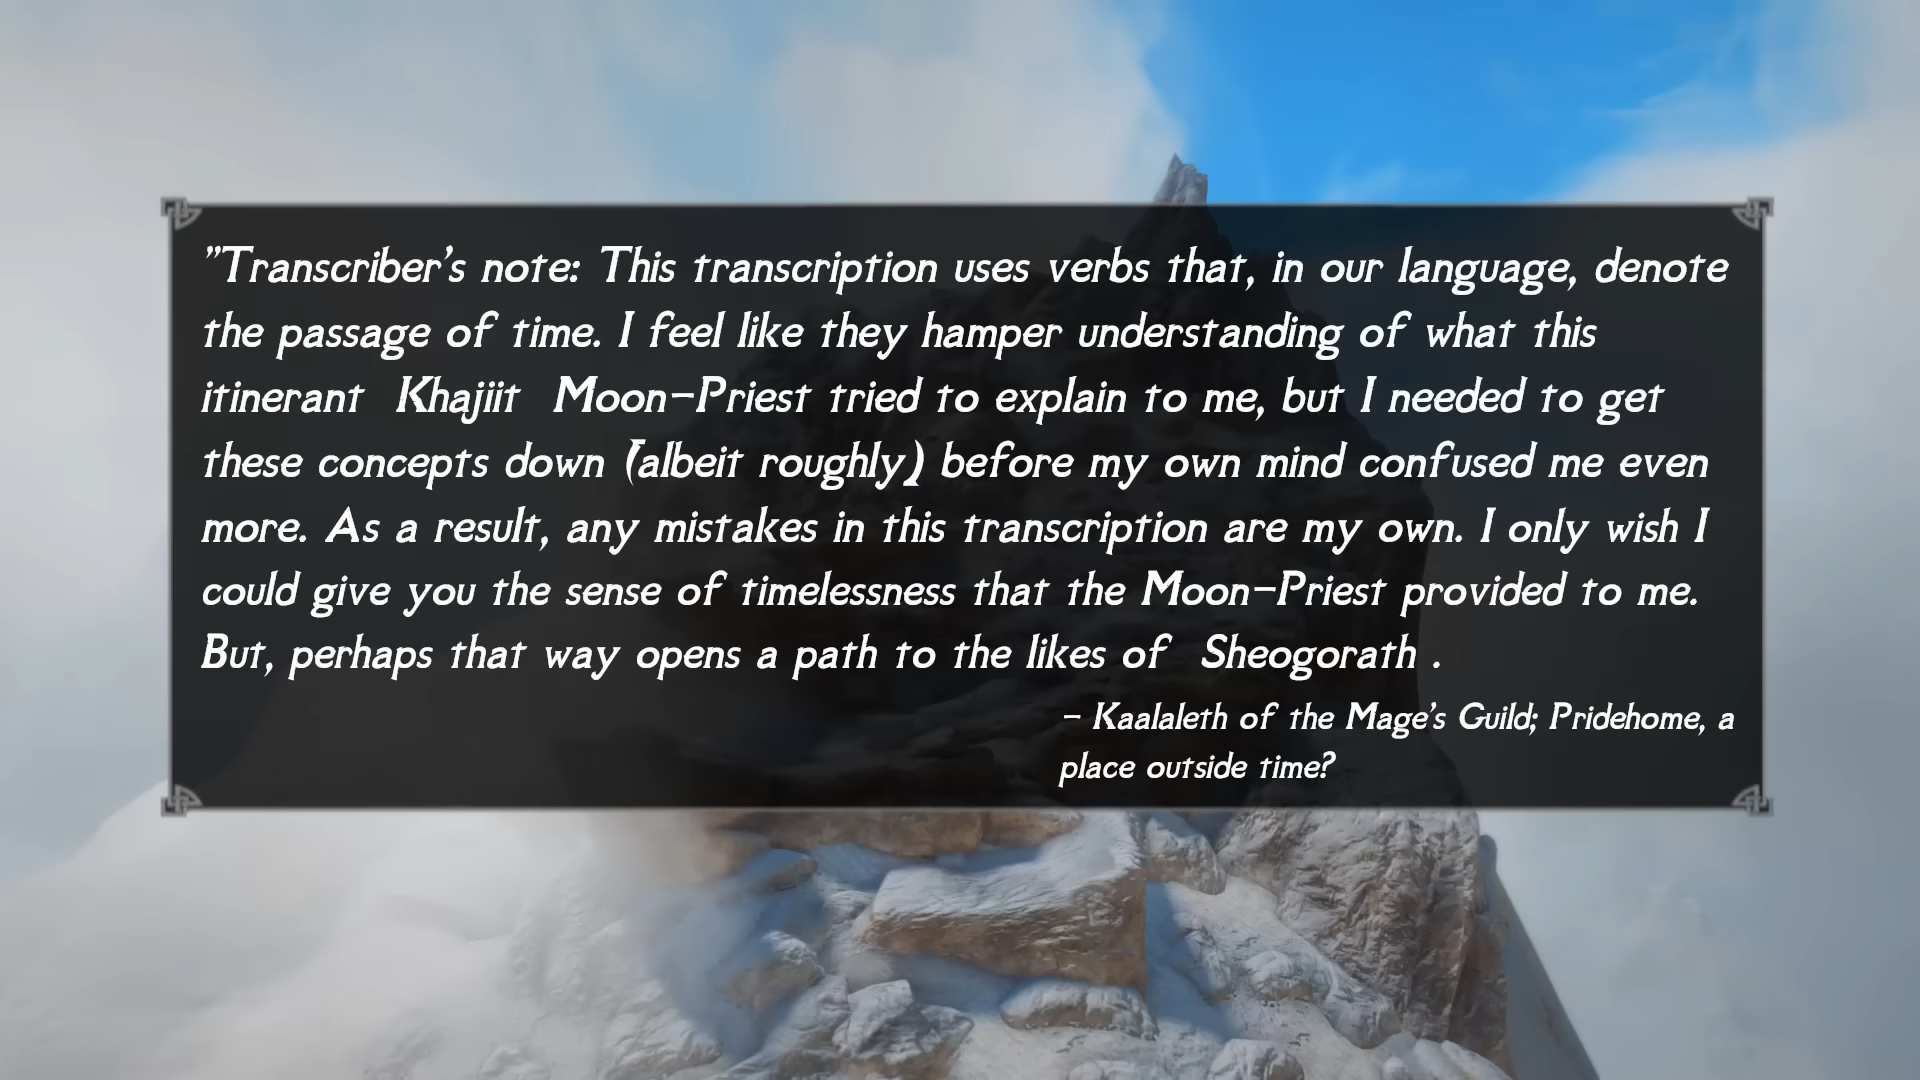 "Transcriber's note: This transcription uses verbs that, in our language, denote
the passage of time. I feel like they hamper understanding of what this
itinerant Khajiit Moon-Priest tried to explain to me, but I needed to get
these concepts down (albeit roughly) before my own mind confused me even
more. As a result, any mistakes in this transcription are my own. I only wish I
could give you the sense of timelessness that the Moon-Priest provided to me.
But, perhaps that way opens a path to the likes of Sheogorath .
- Kaalaleth of the Mage's Guild; Pridehome, a
place outside time?